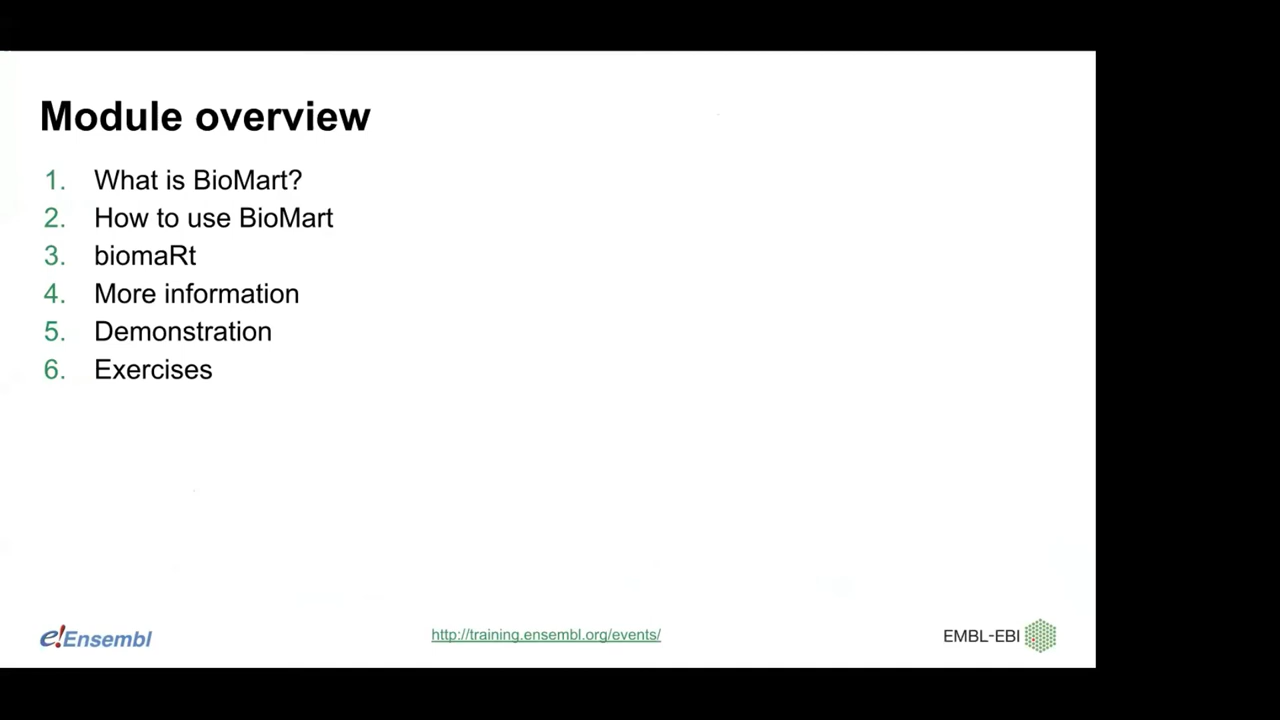 Module overview
1. What is BioMart?
2. How to use BioMart
3. biomaRt
4. More information
5. Demonstration
6. Exercises
e!Ensembl
http://training.ensembl.org/events/
EMBL-EBI